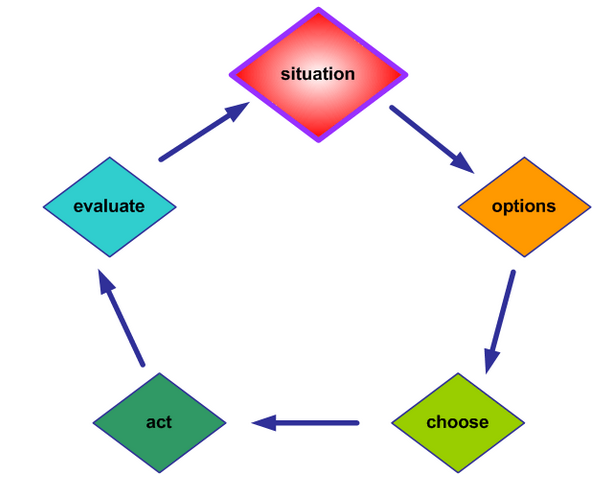 situation
options
choose
act
evaluate